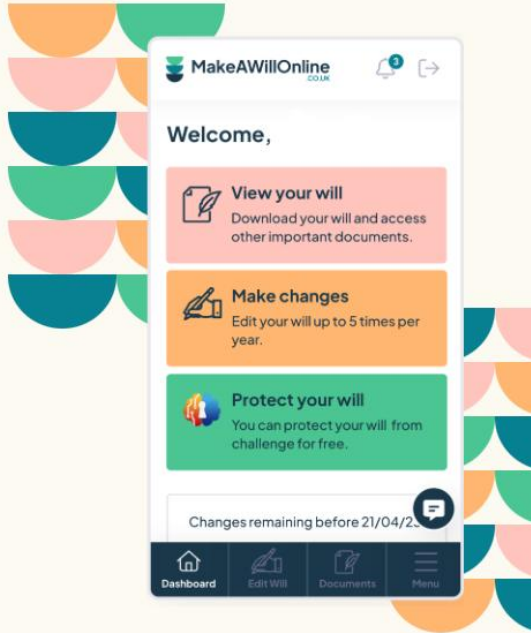 MakeAWillOnline
.CO.UK
3
Welcome,
View your will
Download your will and access
other important documents.
Make changes
Edit your will up to 5 times per
year.
Protect your will
You can protect your will from
challenge for free.
Changes remaining before 21/04/2
Dashboard
Edit Will
Documents
Menu